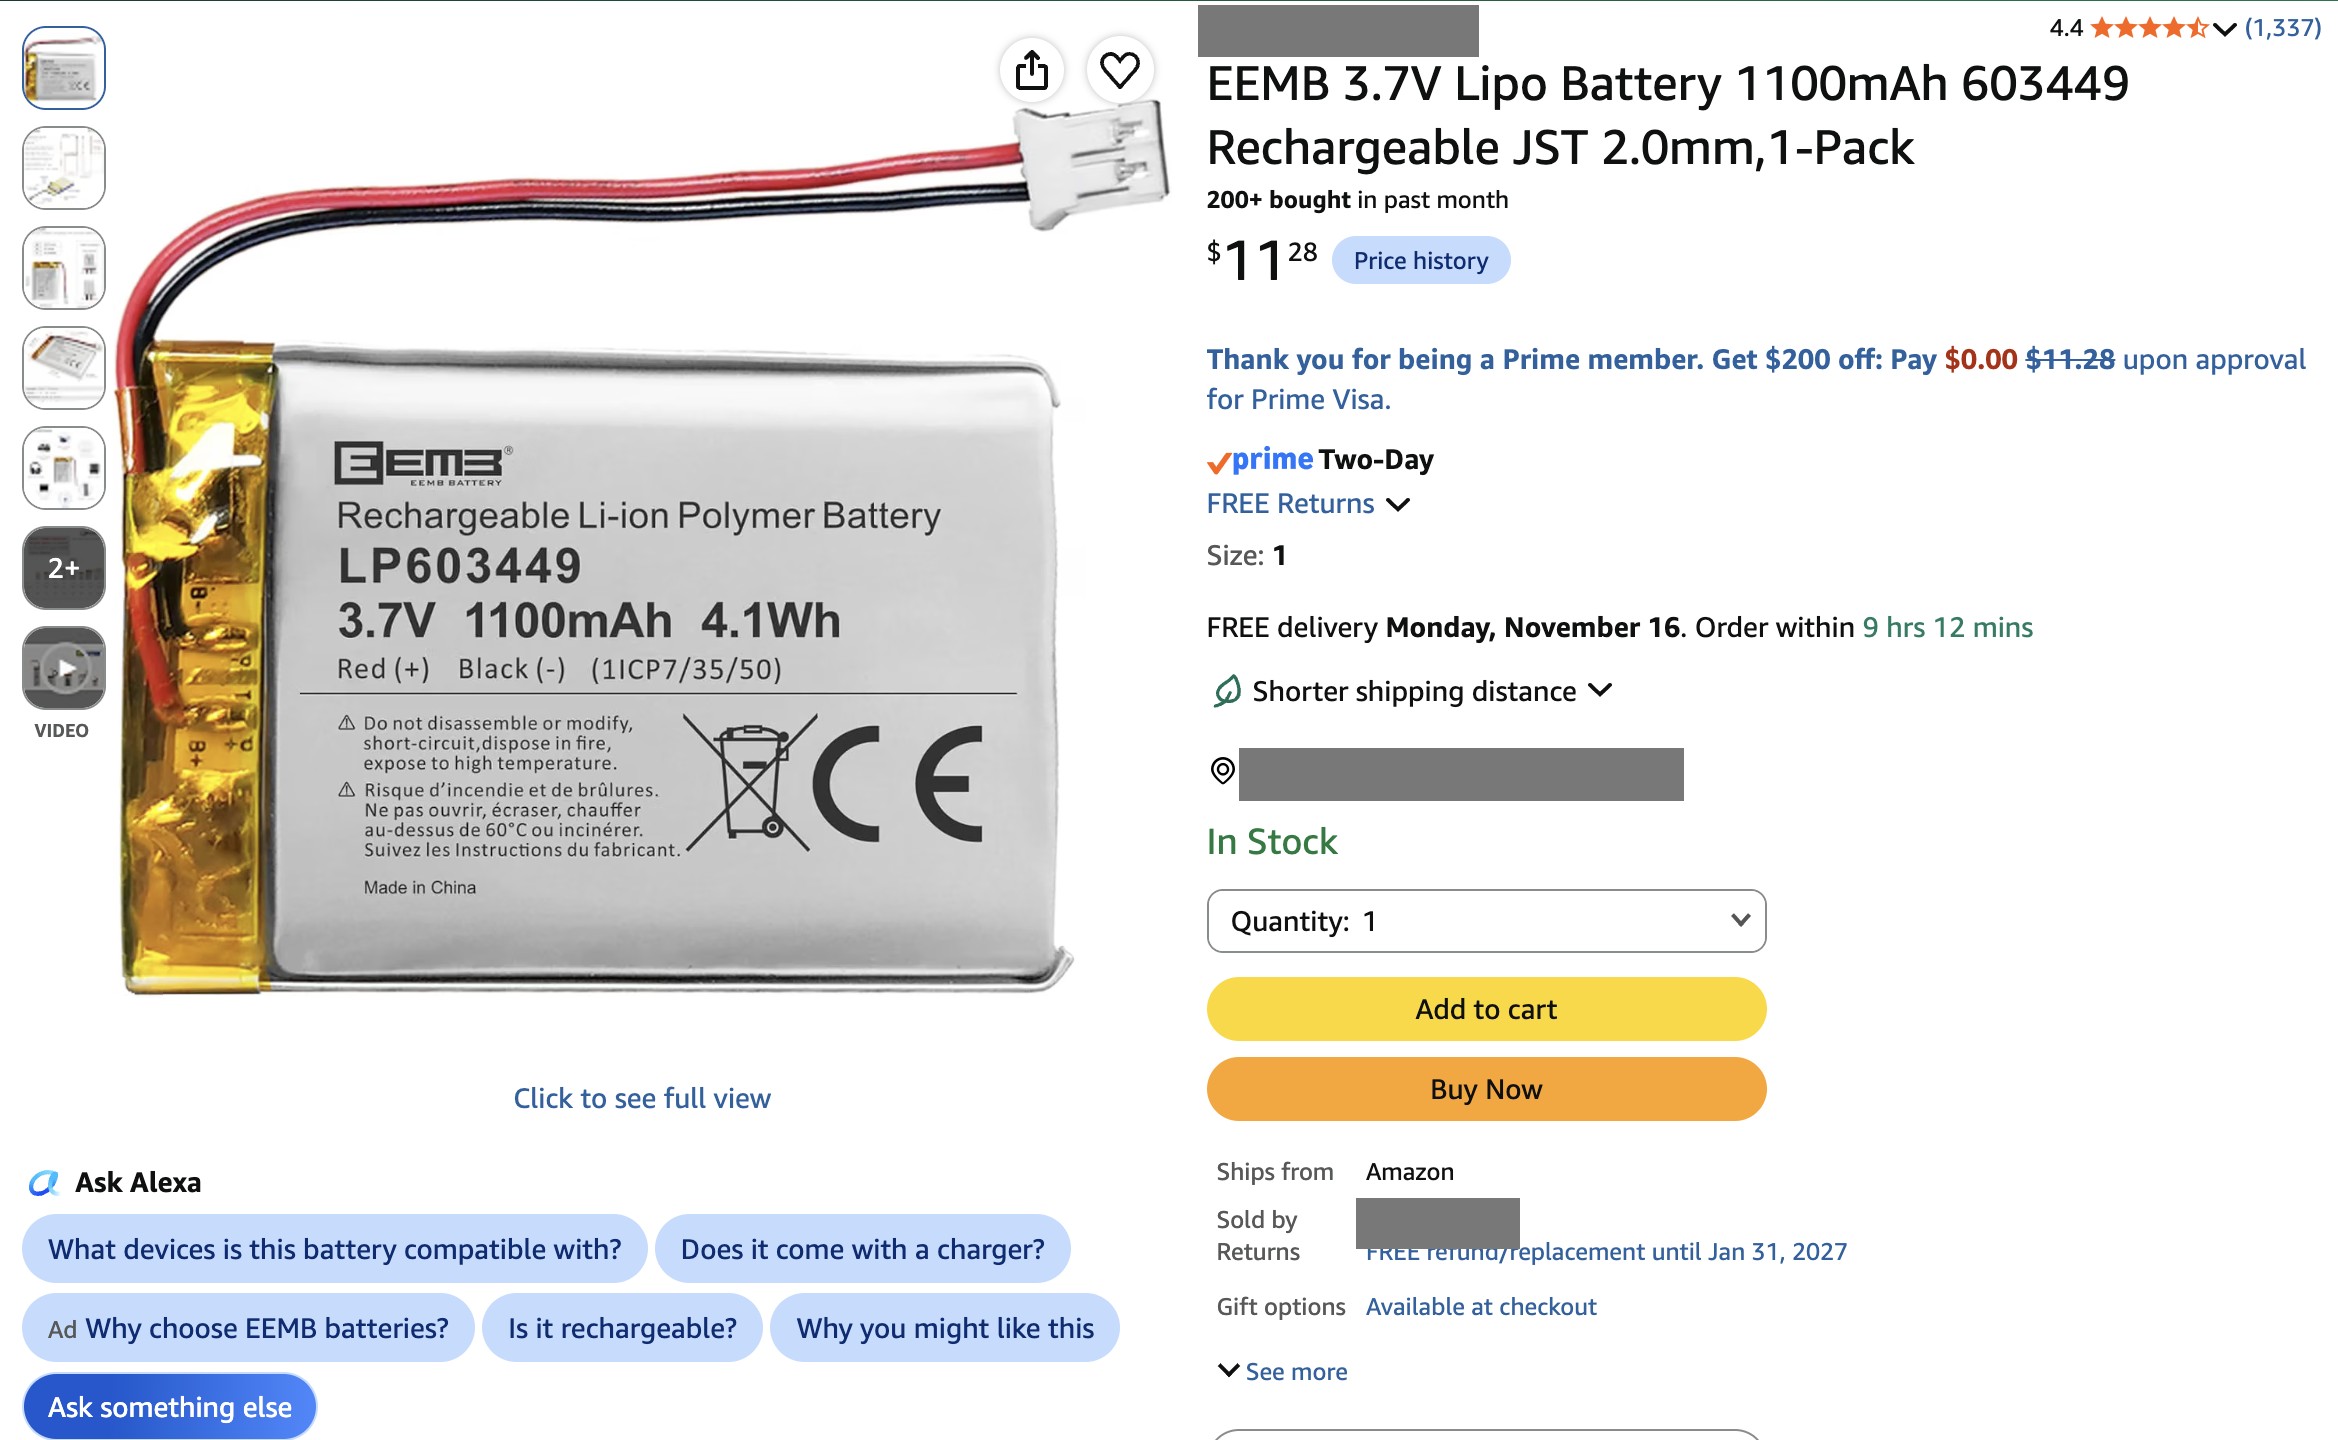 2+
VIDEO
EEMB®
EEMB BATTERY
Rechargeable Li-ion Polymer Battery
LP603449
3.7V 1100mAh 4.1Wh
Red (+) Black (-) (1ICP7/35/50)
⚠ Do not disassemble or modify,
short-circuit,dispose in fire,
expose to high temperature.
⚠ Risque d'incendie et de brûlures.
Ne pas ouvrir, écraser, chauffer
au-dessus de 60°C ou incinérer.
Suivez les Instructions du fabricant.
Made in China
CE
B-
P+
B+
Click to see full view
Ask Alexa
What devices is this battery compatible with?
Does it come with a charger?
Ad Why choose EEMB batteries?
Is it rechargeable?
Why you might like this
Ask something else
4.4 (1,337)
EEMB 3.7V Lipo Battery 1100mAh 603449
Rechargeable JST 2.0mm,1-Pack
200+ bought in past month
$11 28
Price history
Thank you for being a Prime member. Get $200 off: Pay $0.00 $11.28 upon approval
for Prime Visa.
prime Two-Day
FREE Returns
Size: 1
FREE delivery Monday, November 16. Order within 9 hrs 12 mins
Shorter shipping distance
In Stock
Quantity: 1
Add to cart
Buy Now
Ships from Amazon
Sold by
Returns FREE refund/replacement until Jan 31, 2027
Gift options Available at checkout
See more